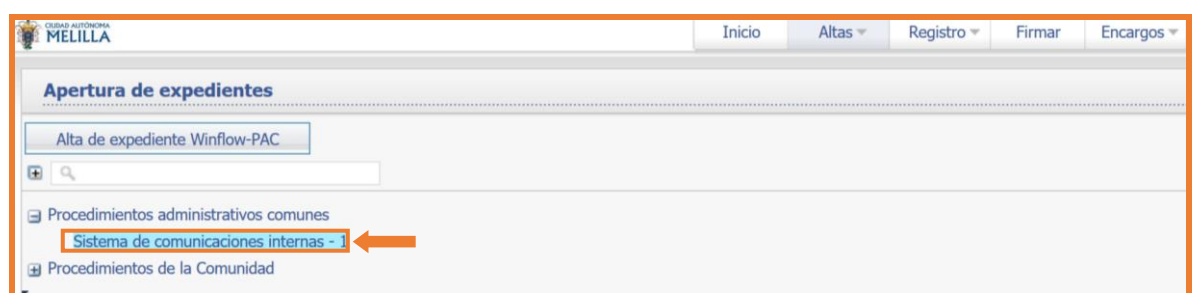 CIUDAD AUTÓNOMA
MELILLA
Inicio Altas Registro Firmar Encargos
Apertura de expedientes
Alta de expediente Winflow-PAC
Procedimientos administrativos comunes
Sistema de comunicaciones internas - 1
Procedimientos de la Comunidad